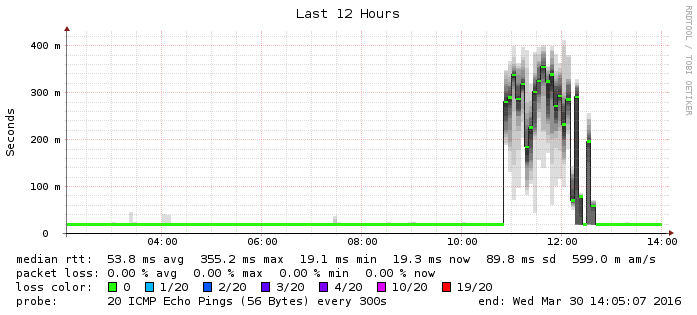 Last 12 Hours
RRDTOOL / TOBI OETIKER
Seconds
400 m
300 m
200 m
100 m
0
04:00 06:00 08:00 10:00 12:00 14:00
median rtt: 53.8 ms avg 355.2 ms max 19.1 ms min 19.3 ms now 89.8 ms sd 599.0 m am/s
packet loss: 0.00 % avg 0.00 % max 0.00 % min 0.00 % now
loss color: 0 1/20 2/20 3/20 4/20 10/20 19/20
probe: 20 ICMP Echo Pings (56 Bytes) every 300s end: Wed Mar 30 14:05:07 2016